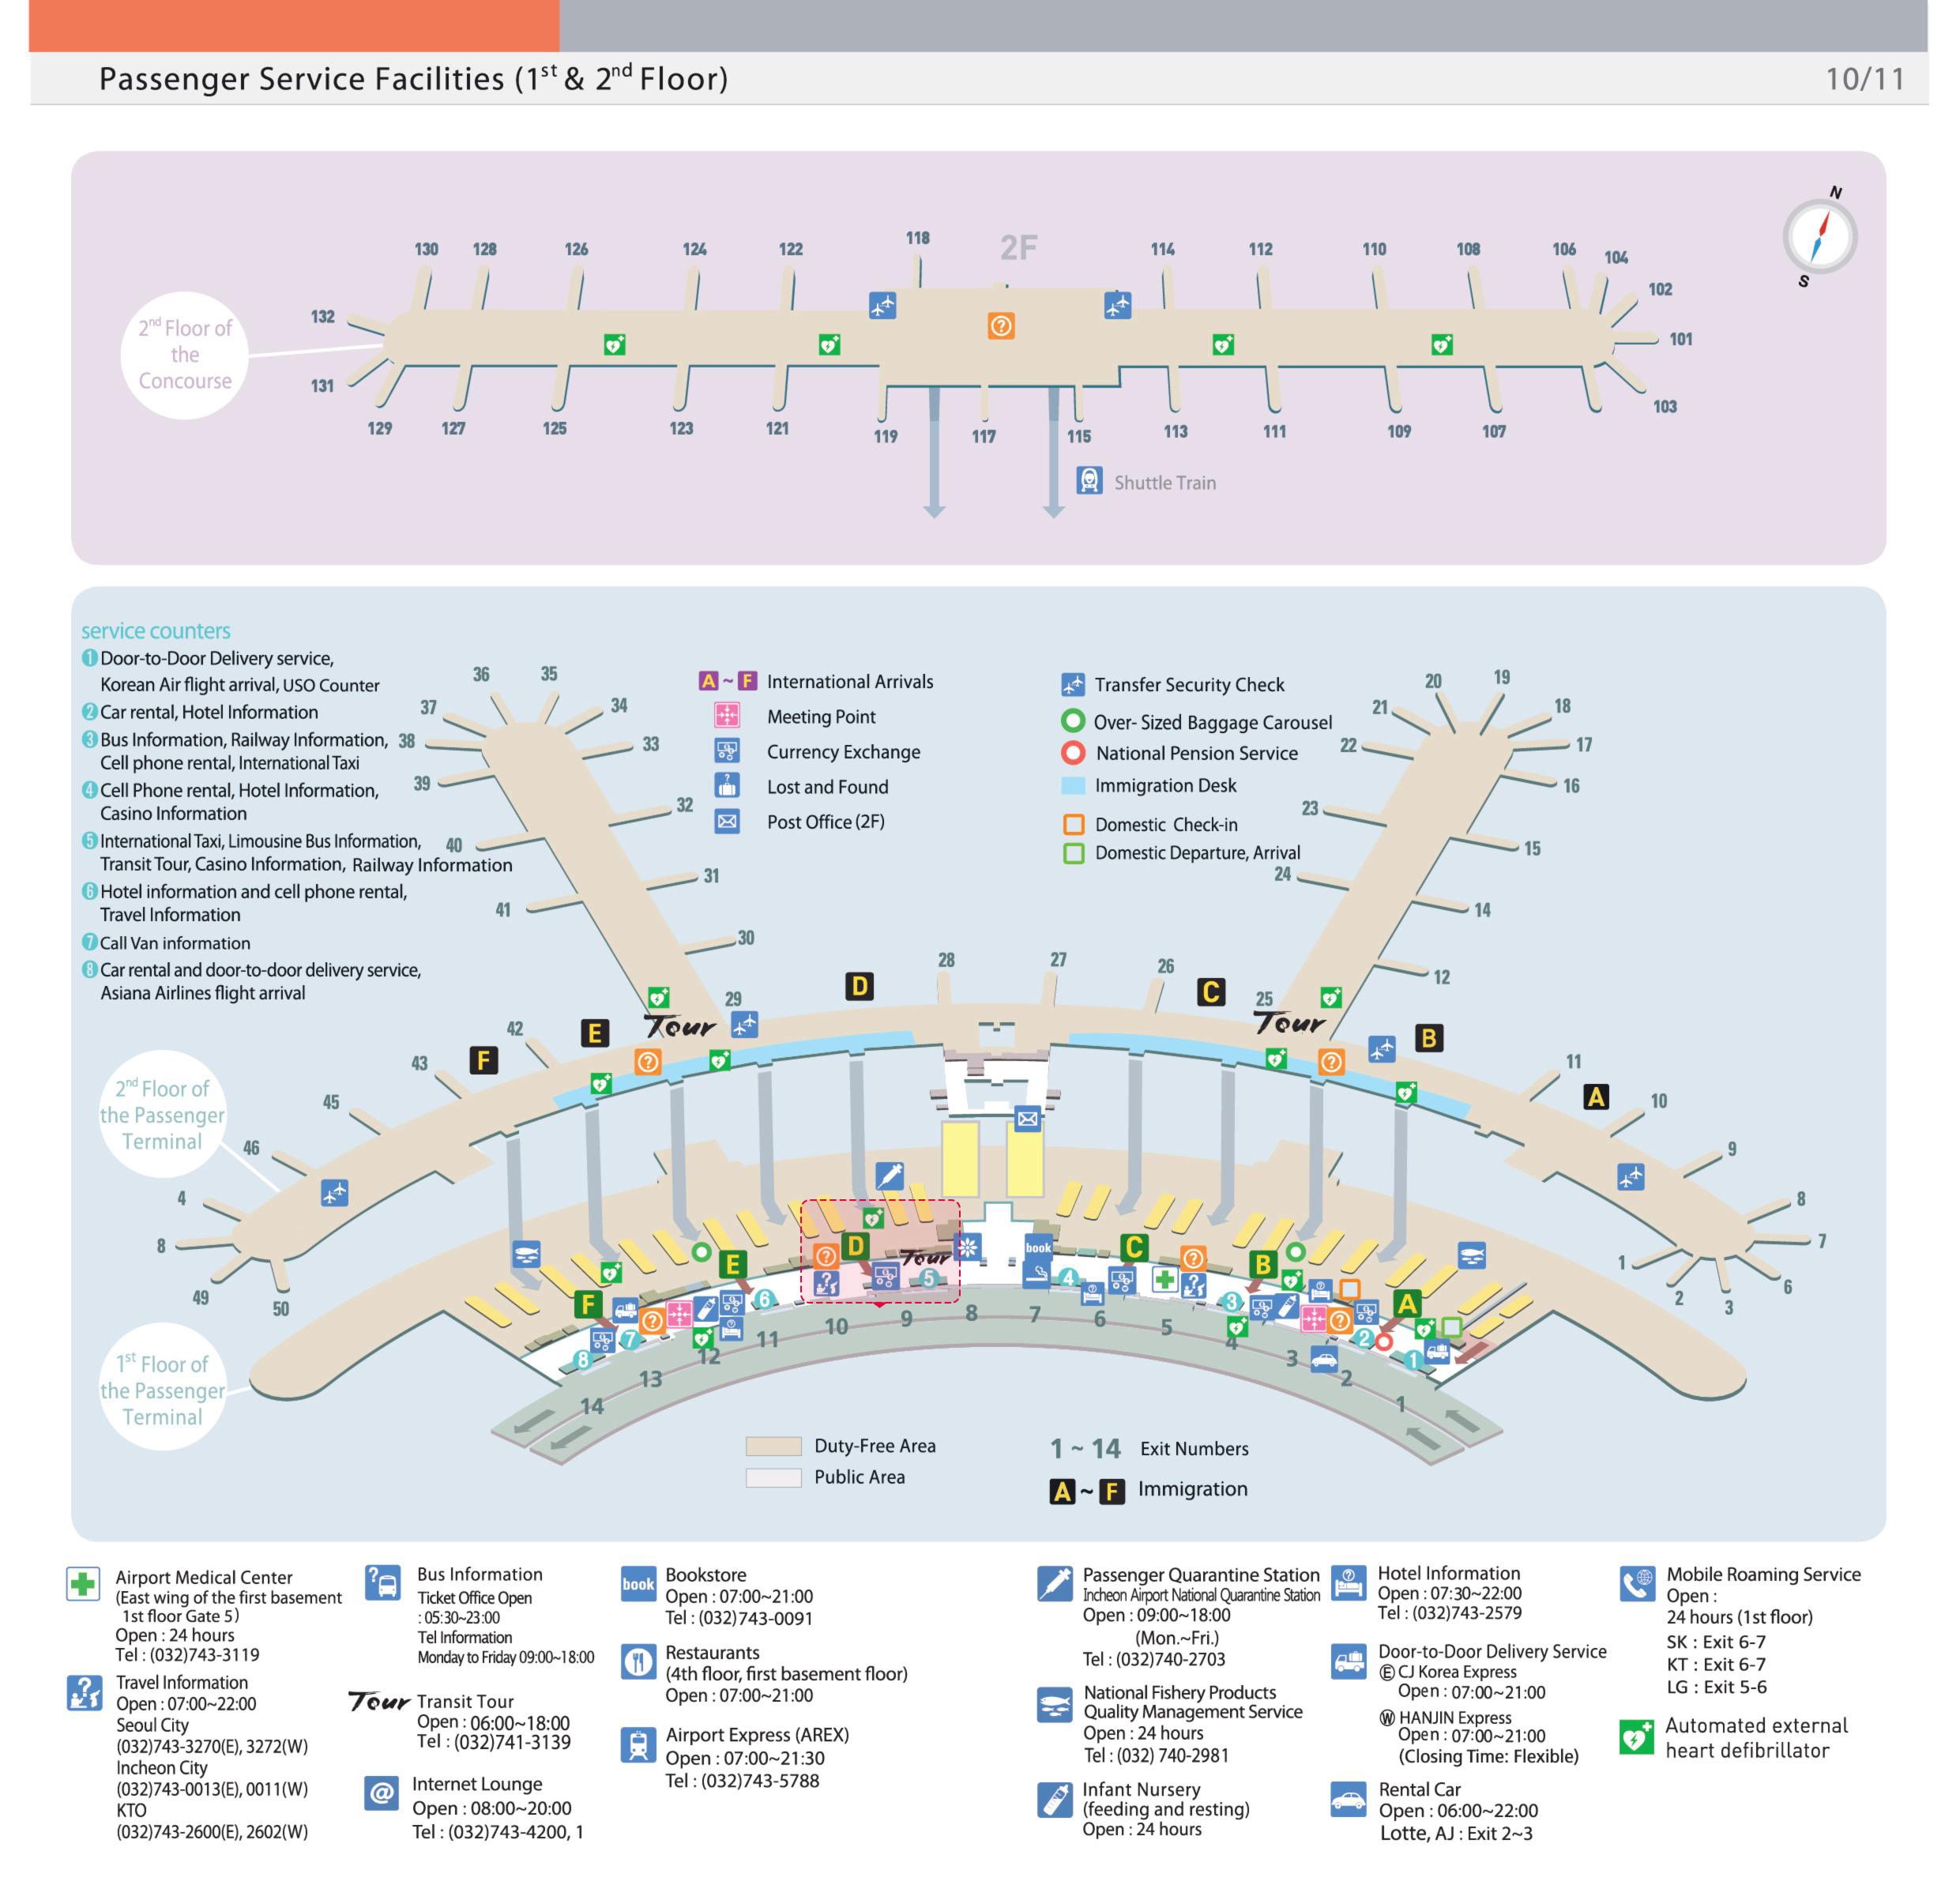 Passenger Service Facilities (1st & 2nd Floor)
10/11
N
S
2F
130 128 126 124 122 118 114 112 110 108 106 104
102
101
103
132
131
129 127 125 123 121 119 117 115 113 111 109 107
2nd Floor of
the
Concourse
Shuttle Train
service counters
1 Door-to-Door Delivery service,
Korean Air flight arrival, USO Counter
2 Car rental, Hotel Information
3 Bus Information, Railway Information,
Cell phone rental, International Taxi
4 Cell Phone rental, Hotel Information,
Casino Information
5 International Taxi, Limousine Bus Information,
Transit Tour, Casino Information, Railway Information
6 Hotel information and cell phone rental,
Travel Information
7 Call Van information
8 Car rental and door-to-door delivery service,
Asiana Airlines flight arrival
A ~ F International Arrivals
Meeting Point
Currency Exchange
Lost and Found
Post Office (2F)
Transfer Security Check
Over- Sized Baggage Carousel
National Pension Service
Immigration Desk
Domestic Check-in
Domestic Departure, Arrival
36 35
37 34
38 33
39 32
40 31
41 30
42 29
20 19
21 18
22 17
16
23 15
24 14
12
28 27 26 25
D C
E Tour Tour B
F A
43 11
45 10
46 9
4 8
8 7
49 50 1 2 3 6
2nd Floor of
the Passenger
Terminal
1st Floor of
the Passenger
Terminal
F E D Tour book C B A
8 7 6 5 4 3 2 1
14 13 12 11 10 9 8 7 6 5 4 3 2 1
Duty-Free Area
Public Area
1 ~ 14 Exit Numbers
A ~ F Immigration
Airport Medical Center
(East wing of the first basement
1st floor Gate 5)
Open : 24 hours
Tel : (032)743-3119
Travel Information
Open : 07:00~22:00
Seoul City
(032)743-3270(E), 3272(W)
Incheon City
(032)743-0013(E), 0011(W)
KTO
(032)743-2600(E), 2602(W)
Bus Information
Ticket Office Open
: 05:30~23:00
Tel Information
Monday to Friday 09:00~18:00
Tour Transit Tour
Open : 06:00~18:00
Tel : (032)741-3139
@ Internet Lounge
Open : 08:00~20:00
Tel : (032)743-4200, 1
book Bookstore
Open : 07:00~21:00
Tel : (032)743-0091
Restaurants
(4th floor, first basement floor)
Open : 07:00~21:00
Airport Express (AREX)
Open : 07:00~21:30
Tel : (032)743-5788
Passenger Quarantine Station
Incheon Airport National Quarantine Station
Open : 09:00~18:00
(Mon.~Fri.)
Tel : (032)740-2703
National Fishery Products
Quality Management Service
Open : 24 hours
Tel : (032) 740-2981
Infant Nursery
(feeding and resting)
Open : 24 hours
Hotel Information
Open : 07:30~22:00
Tel : (032)743-2579
Door-to-Door Delivery Service
Ⓔ CJ Korea Express
Open : 07:00~21:00
Ⓦ HANJIN Express
Open : 07:00~21:00
(Closing Time: Flexible)
Rental Car
Open : 06:00~22:00
Lotte, AJ : Exit 2~3
Mobile Roaming Service
Open :
24 hours (1st floor)
SK : Exit 6-7
KT : Exit 6-7
LG : Exit 5-6
Automated external
heart defibrillator